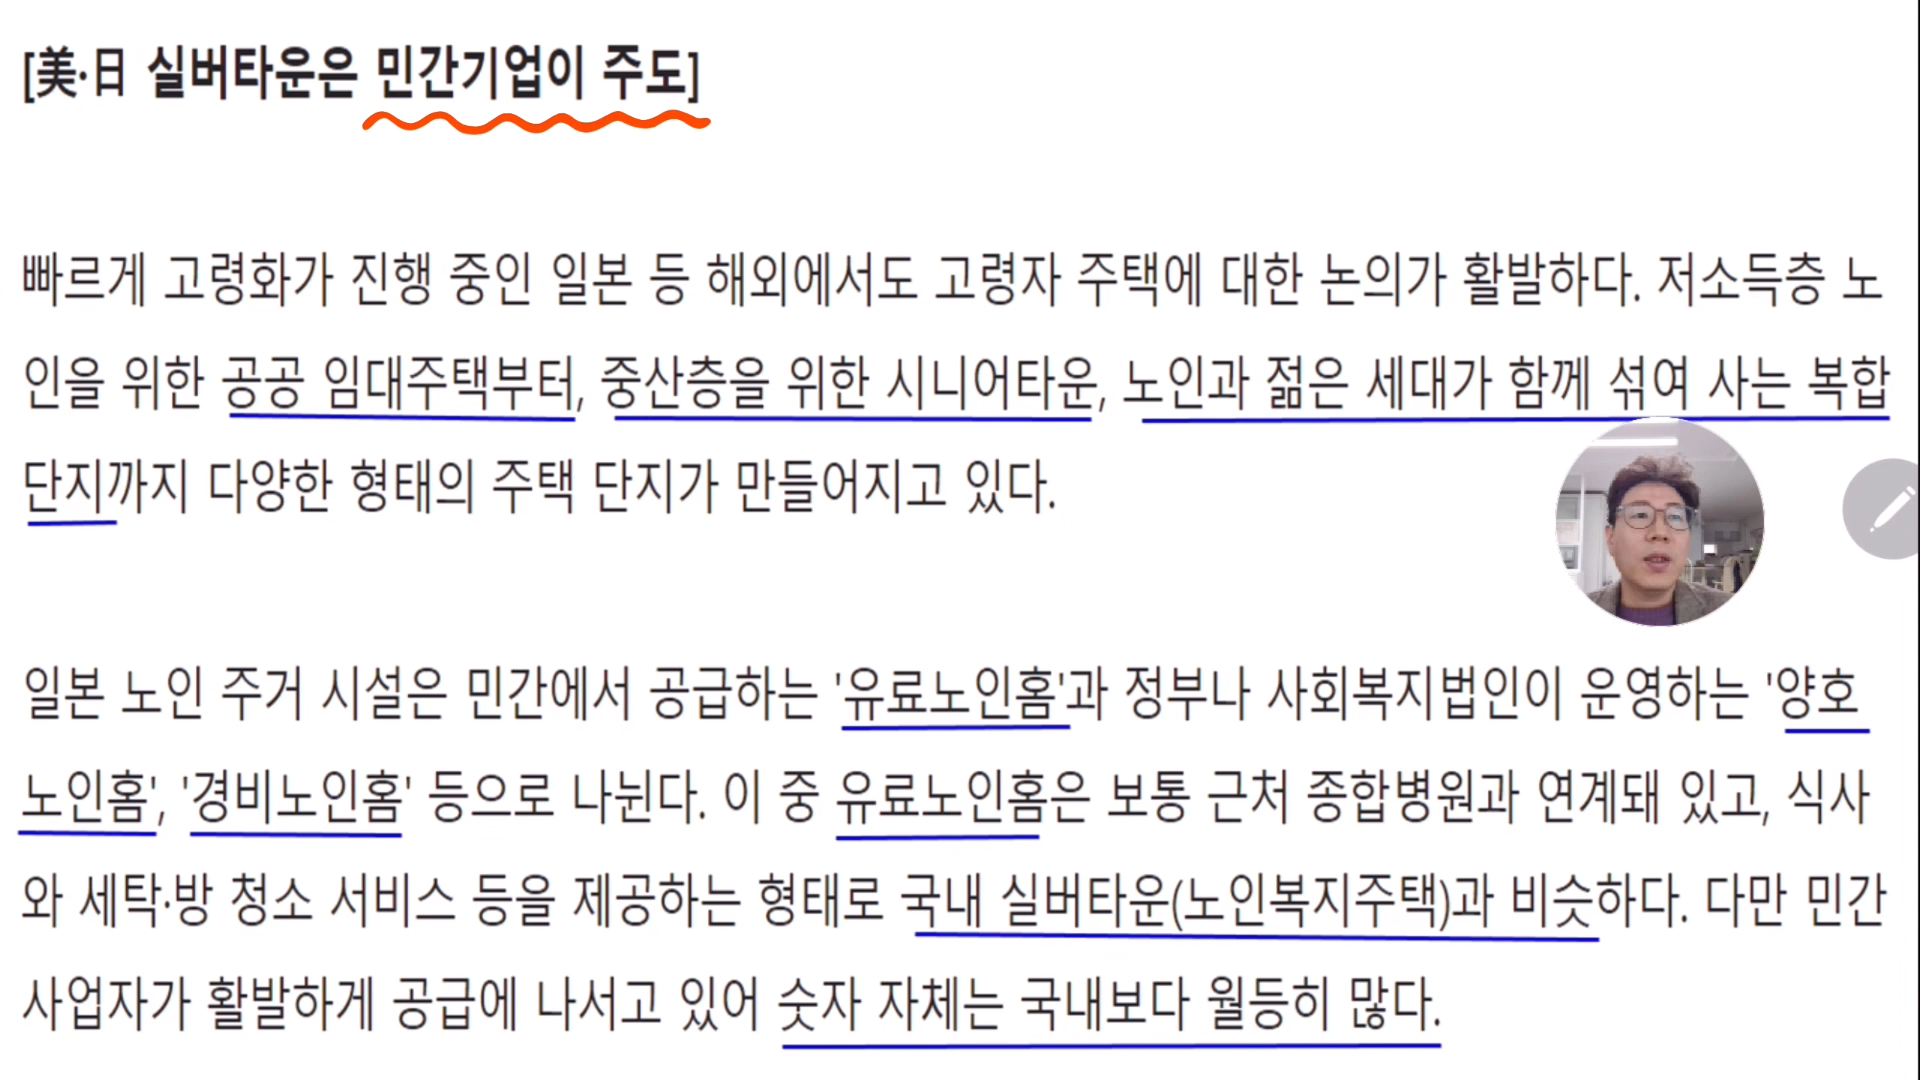 [美·日 실버타운은 민간기업이 주도]
빠르게 고령화가 진행 중인 일본 등 해외에서도 고령자 주택에 대한 논의가 활발하다. 저소득층 노
인을 위한 공공 임대주택부터, 중산층을 위한 시니어타운, 노인과 젊은 세대가 함께 섞여 사는 복합
단지까지 다양한 형태의 주택 단지가 만들어지고 있다.
일본 노인 주거 시설은 민간에서 공급하는 '유료노인홈'과 정부나 사회복지법인이 운영하는 '양호
노인홈', '경비노인홈' 등으로 나뉜다. 이 중 유료노인홈은 보통 근처 종합병원과 연계돼 있고, 식사
와 세탁·방 청소 서비스 등을 제공하는 형태로 국내 실버타운(노인복지주택)과 비슷하다. 다만 민간
사업자가 활발하게 공급에 나서고 있어 숫자 자체는 국내보다 월등히 많다.